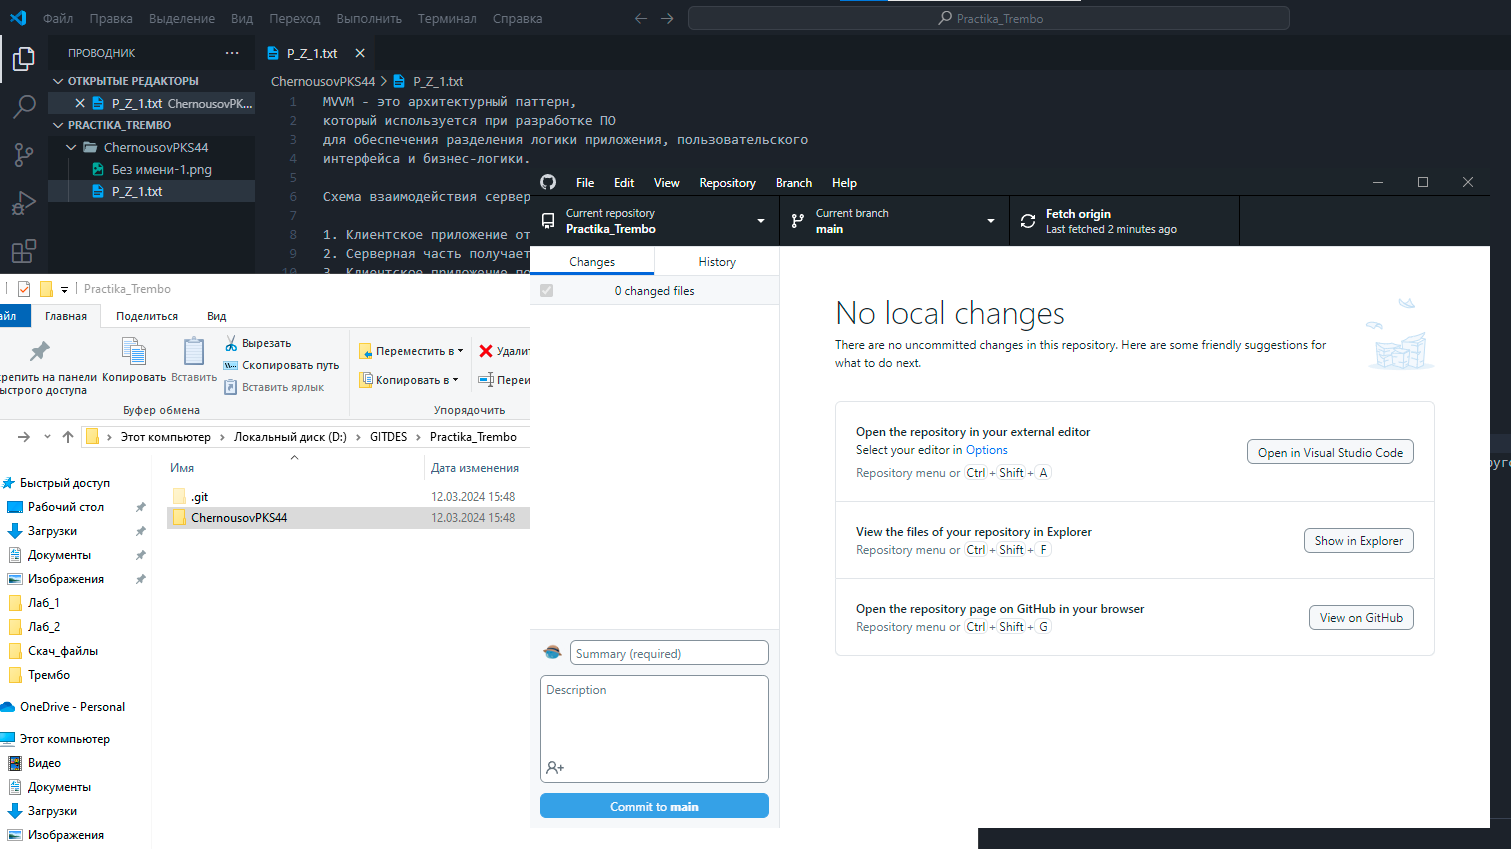 Файл Правка Выделение Вид Переход Выполнить Терминал Справка
Practika_Trembo
ПРОВОДНИК
ОТКРЫТЫЕ РЕДАКТОРЫ
P_Z_1.txt ChernousovPK...
PRACTIKA_TREMBO
ChernousovPKS44
Без имени-1.png
P_Z_1.txt
P_Z_1.txt
ChernousovPKS44 > P_Z_1.txt
1 MVVM - это архитектурный паттерн,
2 который используется при разработке ПО
3 для обеспечения разделения логики приложения, пользовательского
4 интерфейса и бизнес-логики.
5
6 Схема взаимодействия сервер
7
8 1. Клиентское приложение от
9 2. Серверная часть получает
10 3. Клиентское приложение по
Practika_Trembo
айл Главная Поделиться Вид
крепить на панели
ыстрого доступа
Копировать
Вставить
Вырезать
Скопировать путь
Вставить ярлык
Буфер обмена
Переместить в
Копировать в
Удалит
Переи
Упорядочить
Этот компьютер > Локальный диск (D:) > GITDES > Practika_Trembo
Имя Дата изменения
.git 12.03.2024 15:48
ChernousovPKS44 12.03.2024 15:48
Быстрый доступ
Рабочий стол
Загрузки
Документы
Изображения
Лаб_1
Лаб_2
Скач_файлы
Трембо
OneDrive - Personal
Этот компьютер
Видео
Документы
Загрузки
Изображения
File Edit View Repository Branch Help
Current repository
Practika_Trembo
Current branch
main
Fetch origin
Last fetched 2 minutes ago
Changes History
0 changed files
No local changes
There are no uncommitted changes in this repository. Here are some friendly suggestions for
what to do next.
Open the repository in your external editor
Select your editor in Options
Repository menu or Ctrl + Shift + A
Open in Visual Studio Code
View the files of your repository in Explorer
Repository menu or Ctrl + Shift + F
Show in Explorer
Open the repository page on GitHub in your browser
Repository menu or Ctrl + Shift + G
View on GitHub
Summary (required)
Description
Commit to main